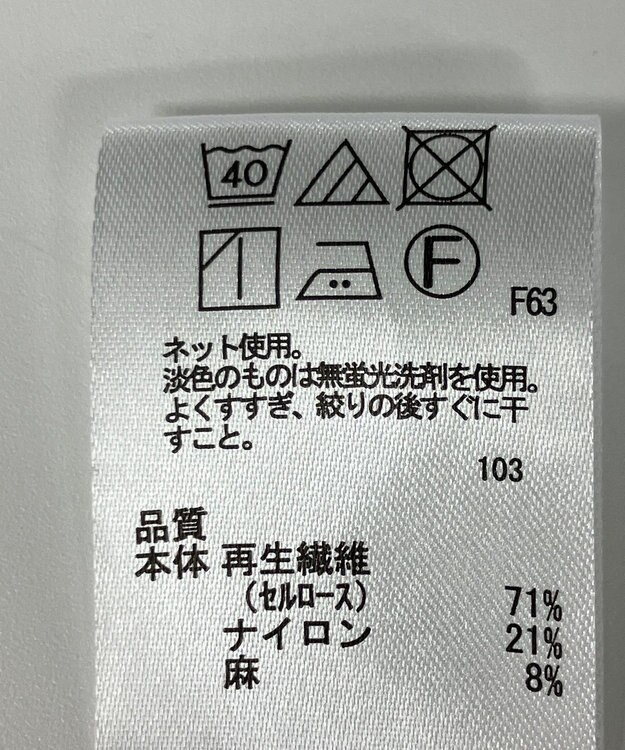 40
F
F63
ネット使用。
淡色のものは無蛍光洗剤を使用。
よくすすぎ、絞りの後すぐに干
すこと。
103
品質
本体 再生繊維
(セルロース) 71%
ナイロン 21%
麻 8%